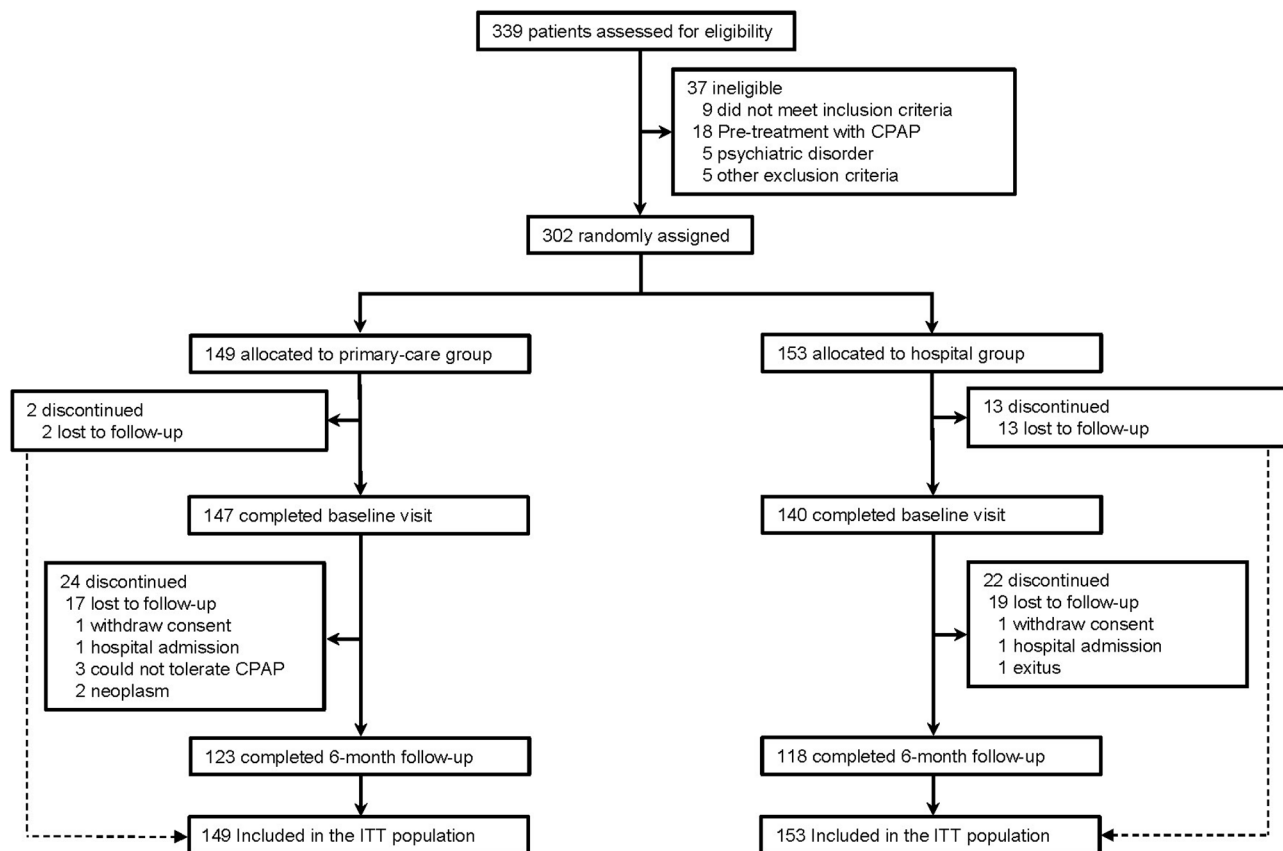 339 patients assessed for eligibility
37 ineligible
9 did not meet inclusion criteria
18 Pre-treatment with CPAP
5 psychiatric disorder
5 other exclusion criteria
302 randomly assigned
149 allocated to primary-care group
153 allocated to hospital group
2 discontinued
2 lost to follow-up
13 discontinued
13 lost to follow-up
147 completed baseline visit
140 completed baseline visit
24 discontinued
17 lost to follow-up
1 withdraw consent
1 hospital admission
3 could not tolerate CPAP
2 neoplasm
22 discontinued
19 lost to follow-up
1 withdraw consent
1 hospital admission
1 exitus
123 completed 6-month follow-up
118 completed 6-month follow-up
149 Included in the ITT population
153 Included in the ITT population